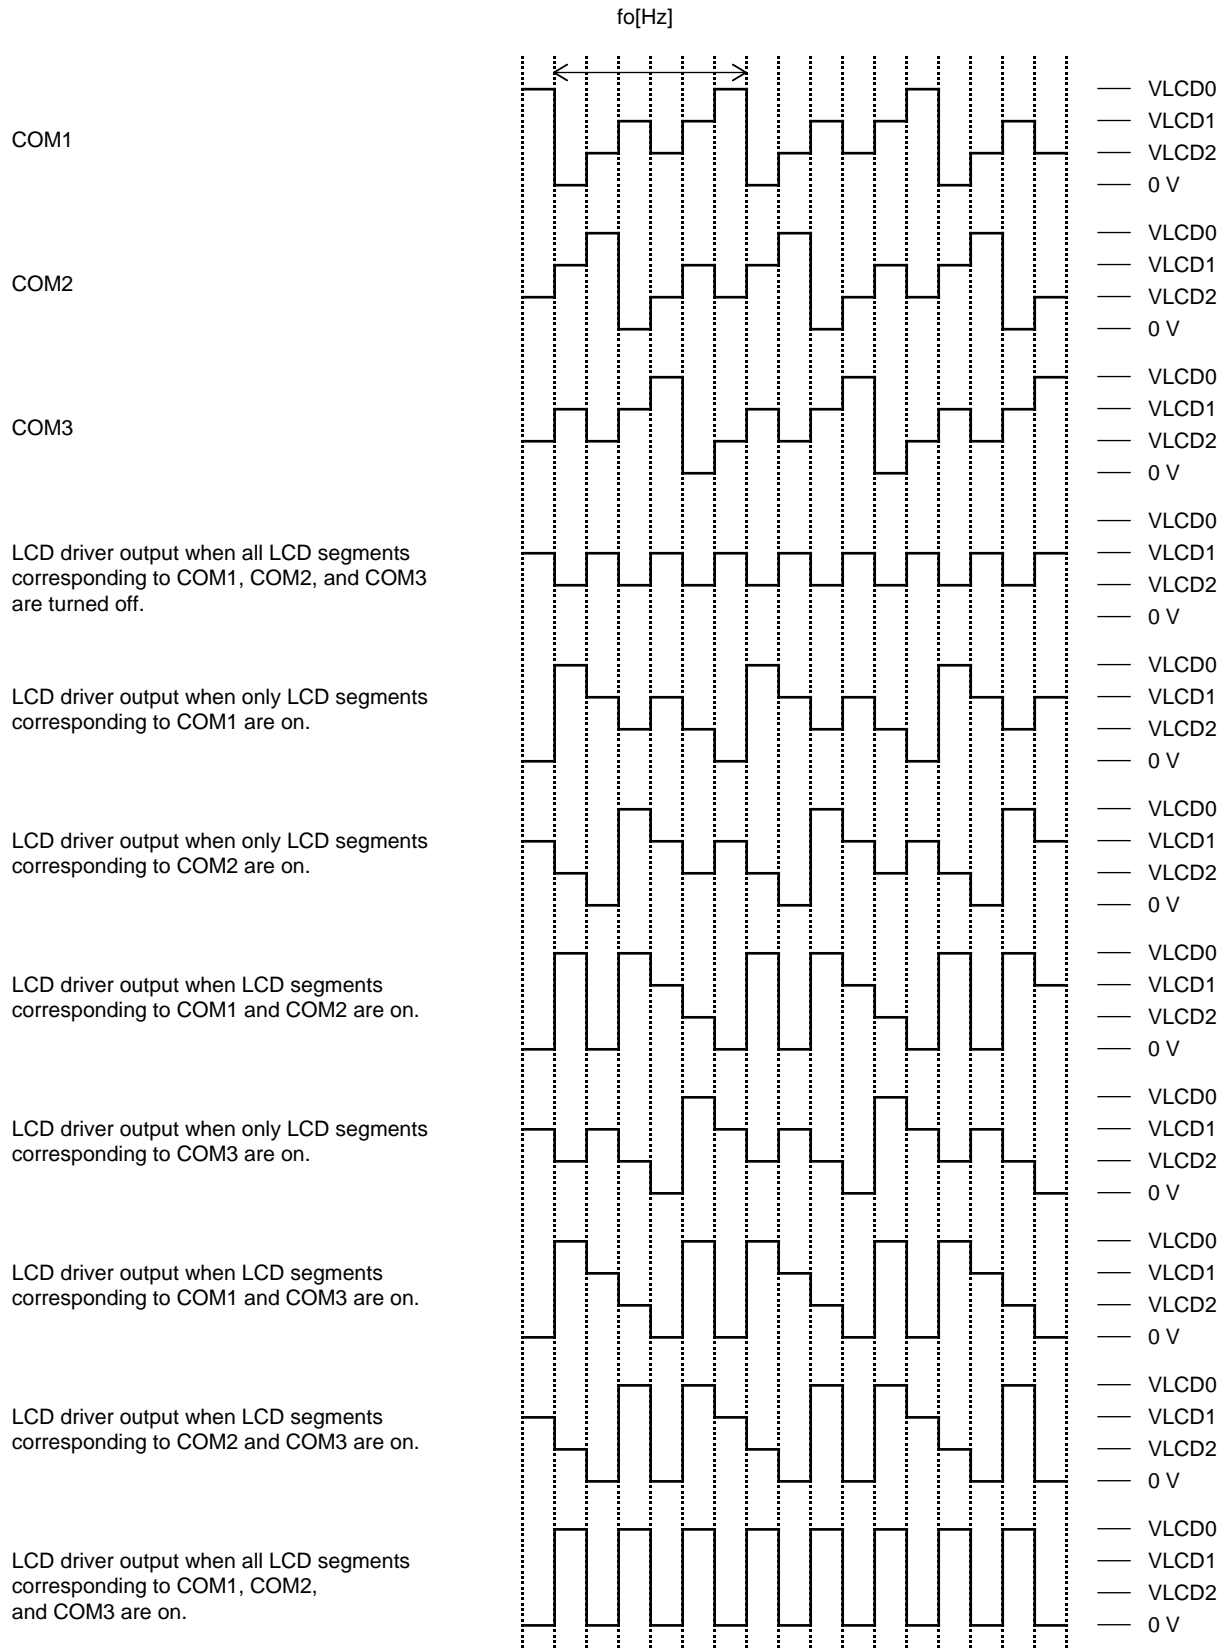 fo[Hz]
COM1
VLCD0
VLCD1
VLCD2
0 V
COM2
VLCD0
VLCD1
VLCD2
0 V
COM3
VLCD0
VLCD1
VLCD2
0 V
LCD driver output when all LCD segments
corresponding to COM1, COM2, and COM3
are turned off.
VLCD0
VLCD1
VLCD2
0 V
LCD driver output when only LCD segments
corresponding to COM1 are on.
VLCD0
VLCD1
VLCD2
0 V
LCD driver output when only LCD segments
corresponding to COM2 are on.
VLCD0
VLCD1
VLCD2
0 V
LCD driver output when LCD segments
corresponding to COM1 and COM2 are on.
VLCD0
VLCD1
VLCD2
0 V
LCD driver output when only LCD segments
corresponding to COM3 are on.
VLCD0
VLCD1
VLCD2
0 V
LCD driver output when LCD segments
corresponding to COM1 and COM3 are on.
VLCD0
VLCD1
VLCD2
0 V
LCD driver output when LCD segments
corresponding to COM2 and COM3 are on.
VLCD0
VLCD1
VLCD2
0 V
LCD driver output when all LCD segments
corresponding to COM1, COM2,
and COM3 are on.
VLCD0
VLCD1
VLCD2
0 V